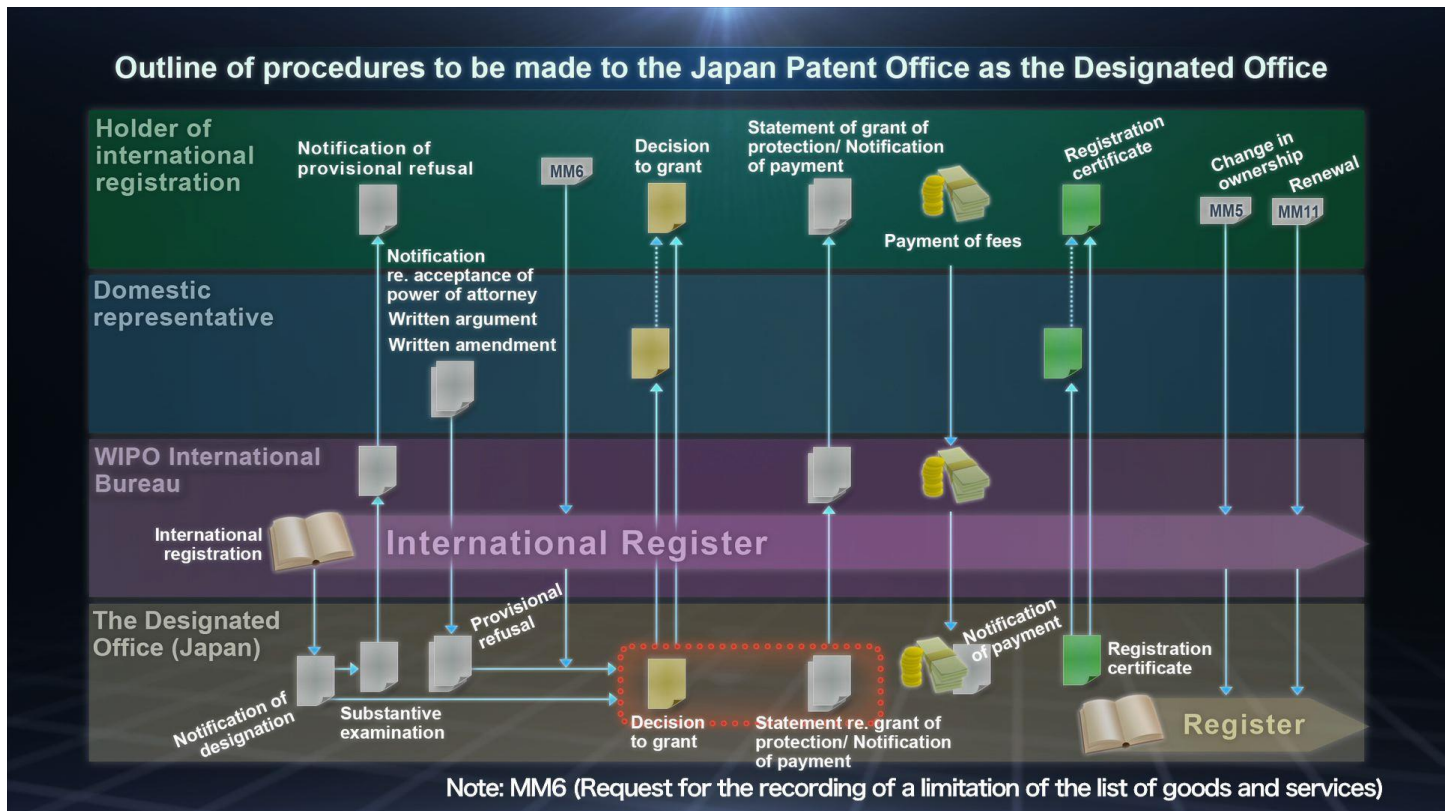 Outline of procedures to be made to the Japan Patent Office as the Designated Office
Holder of
international
registration
Notification of
provisional refusal
MM6
Decision
to grant
Statement of grant of
protection/ Notification
of payment
Payment of fees
Registration
certificate
Change in
ownership
MM5
Renewal
MM11
Notification
re. acceptance of
power of attorney
Written argument
Written amendment
Domestic
representative
WIPO International
Bureau
International
registration
International Register
The Designated
Office (Japan)
Notification of
designation
Substantive
examination
Provisional
refusal
Decision
to grant
Statement re. grant of
protection/ Notification
of payment
Notification
of payment
Registration
certificate
Register
Note: MM6 (Request for the recording of a limitation of the list of goods and services)